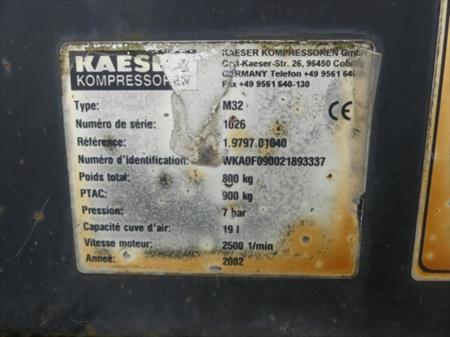 KAESER
KOMPRESSOREN
KAESER KOMPRESSOREN GmbH
Carl-Kaeser-Str. 26, 96450 Coburg
GERMANY Telefon +49 9561 640
Fax +49 9561 640-130
Type: M32
CE
Numéro de série: 1026
Référence: 1.9797.01040
Numéro d'identification: WKA0F090021893337
Poids total: 800 kg
PTAC: 900 kg
Pression: 7 bar
Capacité cuve d'air: 19 l
Vitesse moteur: 2500 1/min
Anneé: 2002